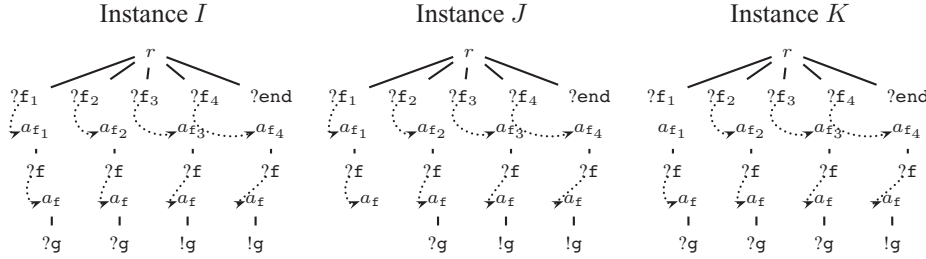 Instance I Instance J Instance K
r r r
?f1 ?f2 ?f3 ?f4 ?end ?f1 ?f2 ?f3 ?f4 ?end ?f1 ?f2 ?f3 ?f4 ?end
af1 af2 af3 af4 af1 af2 af3 af4 af1 af2 af3 af4
?f ?f ?f ?f ?f ?f ?f ?f ?f ?f ?f ?f
af af af af af af af af af af af af
?g ?g !g !g ?g !g !g ?g ?g ?g !g